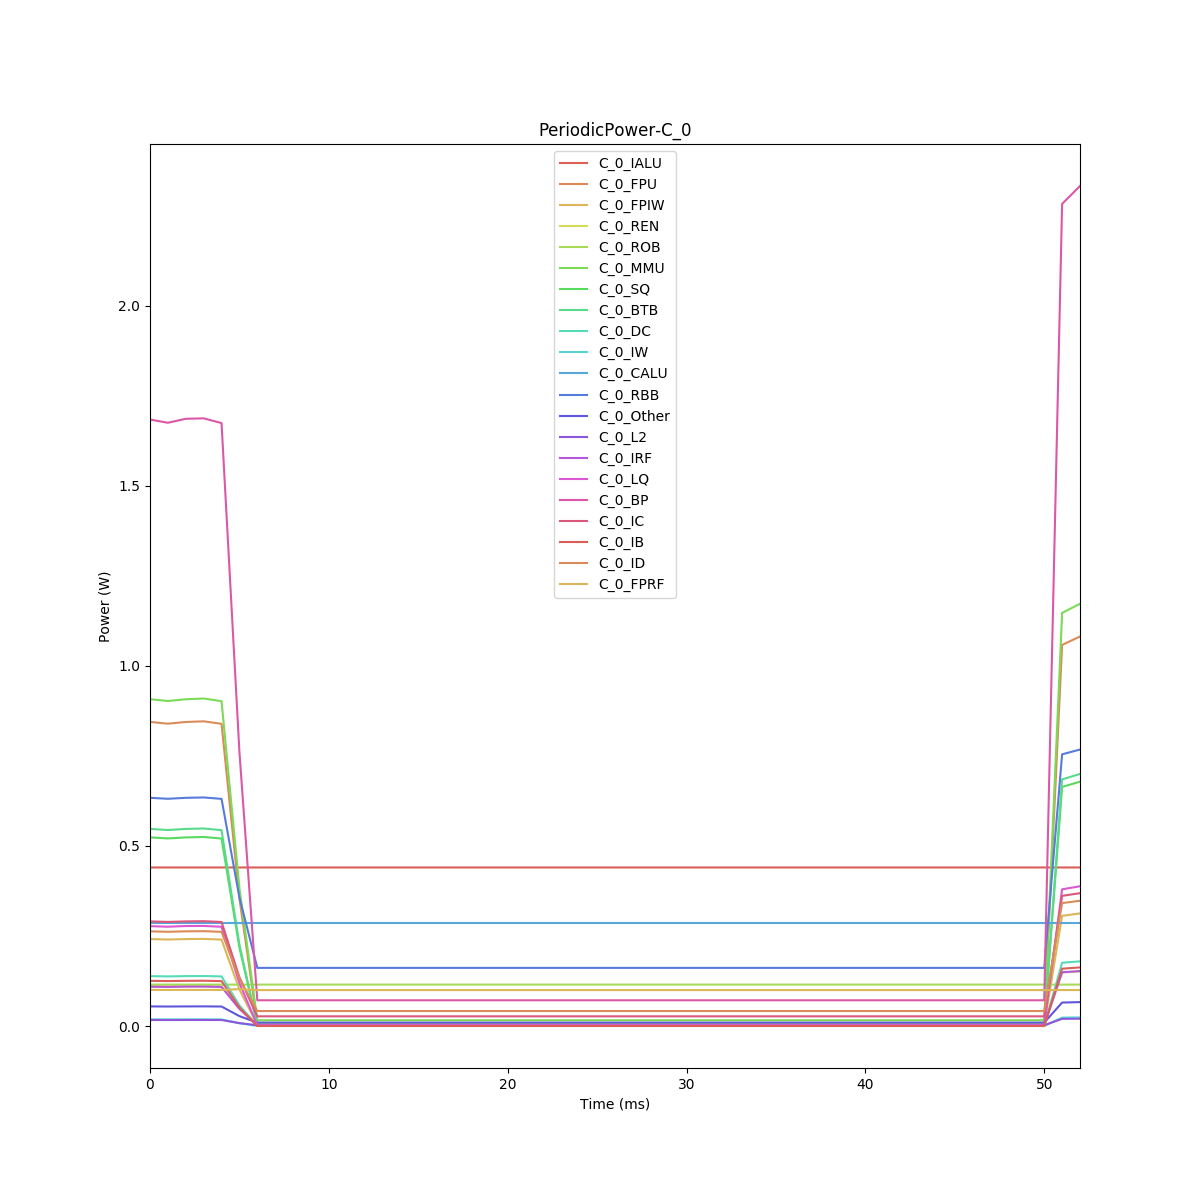 PeriodicPower-C_0
C_0_IALU
C_0_FPU
C_0_FPIW
C_0_REN
C_0_ROB
C_0_MMU
C_0_SQ
C_0_BTB
C_0_DC
C_0_IW
C_0_CALU
C_0_RBB
C_0_Other
C_0_L2
C_0_IRF
C_0_LQ
C_0_BP
C_0_IC
C_0_IB
C_0_ID
C_0_FPRF
2.0
1.5
1.0
0.5
0.0
Power (W)
0 10 20 30 40 50
Time (ms)